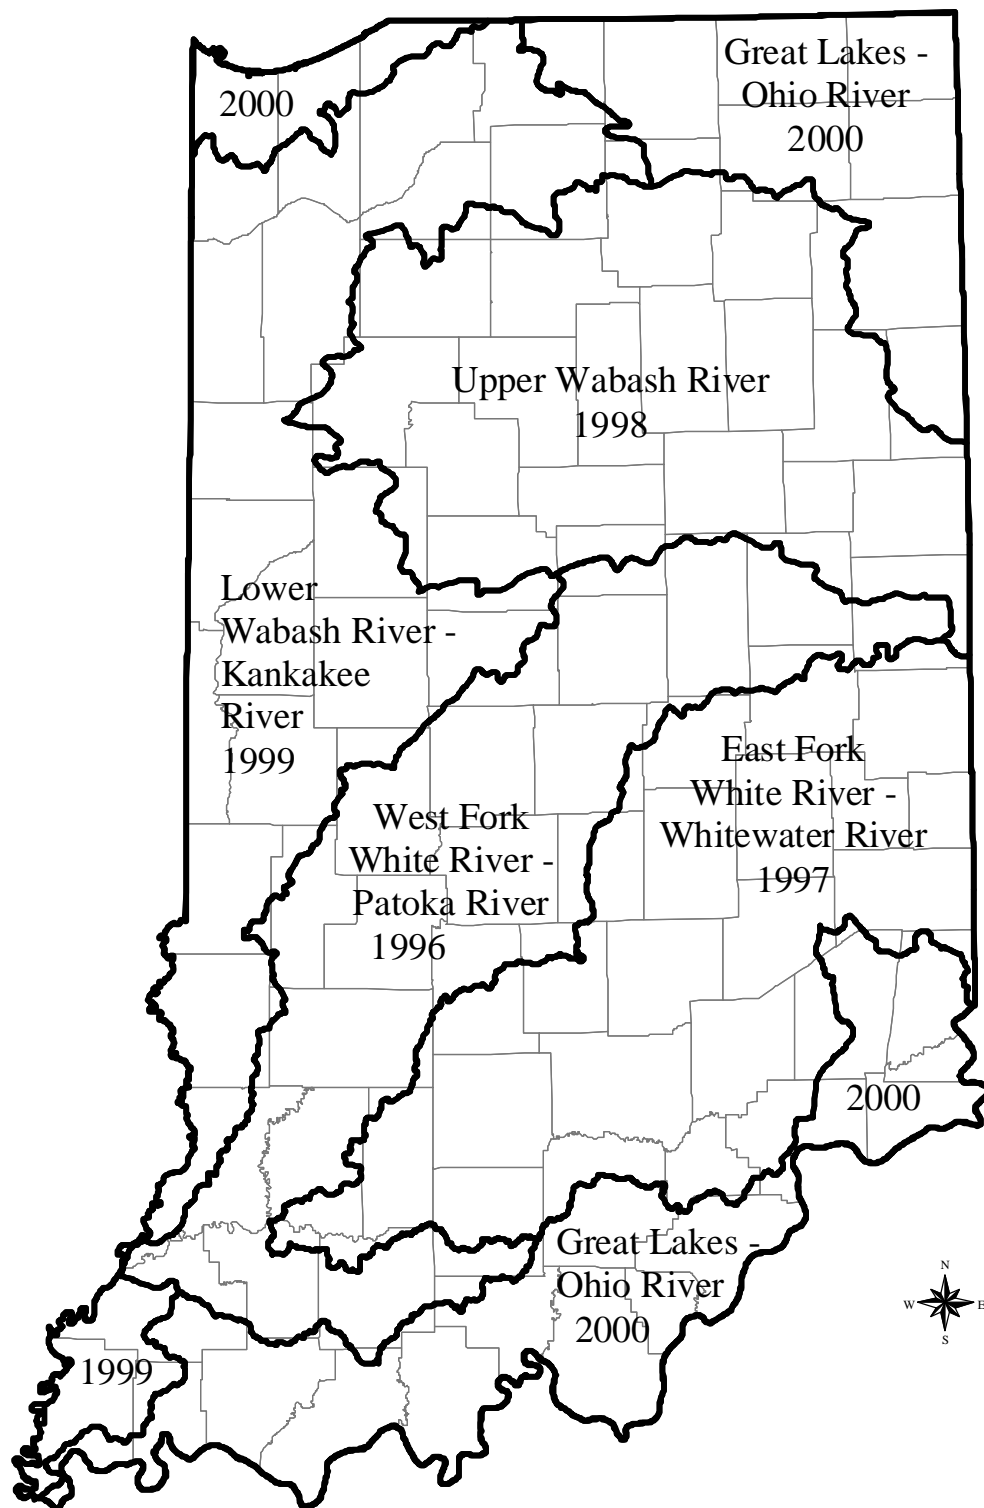 Great Lakes -
Ohio River
2000
2000
Upper Wabash River
1998
Lower
Wabash River -
Kankakee
River
1999
East Fork
White River -
Whitewater River
1997
West Fork
White River -
Patoka River
1996
2000
Great Lakes -
Ohio River
2000
1999
N
W
E
S